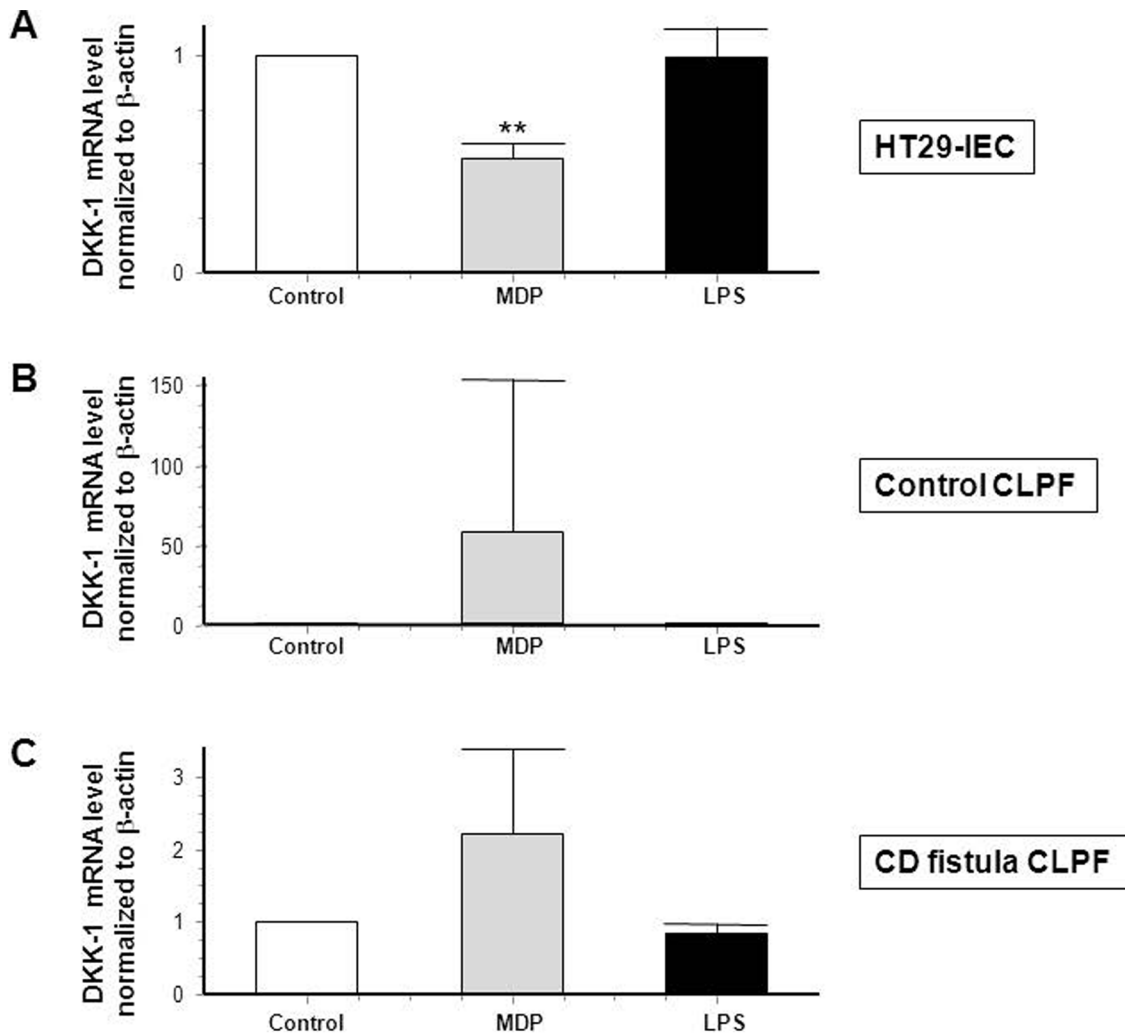 A
DKK-1 mRNA level
normalized to β-actin
1
0
**
Control
MDP
LPS
HT29-IEC
B
DKK-1 mRNA level
normalized to β-actin
150
100
50
0
Control
MDP
LPS
Control CLPF
C
DKK-1 mRNA level
normalized to β-actin
3
2
1
0
Control
MDP
LPS
CD fistula CLPF